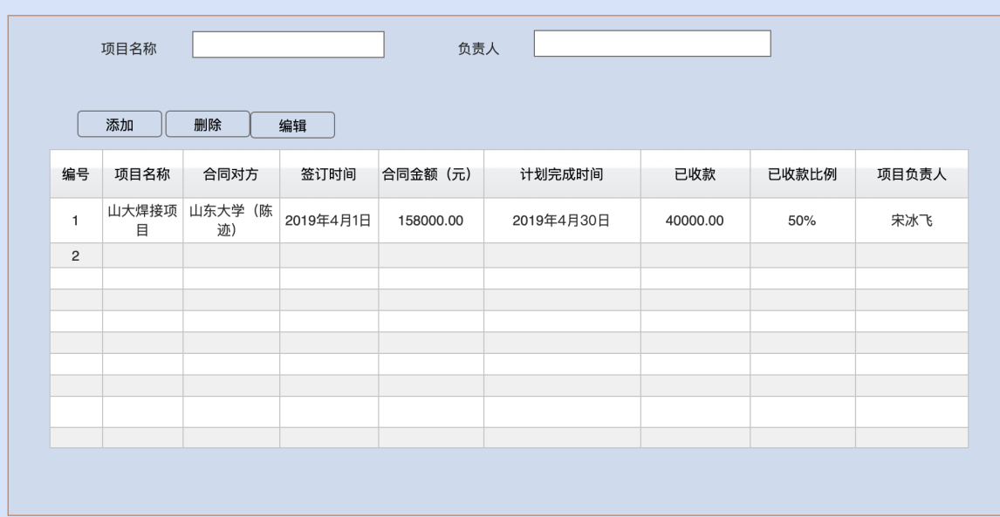 项目名称 负责人
添加 删除 编辑
编号 项目名称 合同对方 签订时间 合同金额（元） 计划完成时间 已收款 已收款比例 项目负责人
1 山大焊接项目 山东大学（陈迹） 2019年4月1日 158000.00 2019年4月30日 40000.00 50% 宋冰飞
2